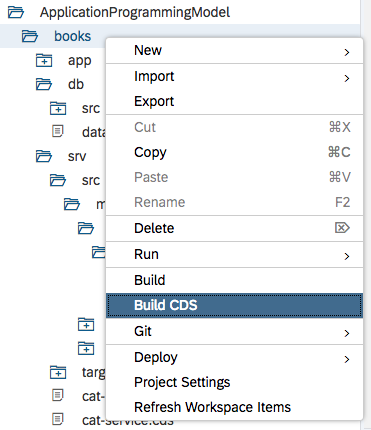 ApplicationProgrammingModel
books
app
db
src
data
srv
src
m
targ
cat-
cat-service.cds
New
Import
Export
Cut ⌘X
Copy ⌘C
Paste ⌘V
Rename F2
Delete ⌦
Run
Build
Build CDS
Git
Deploy
Project Settings
Refresh Workspace Items